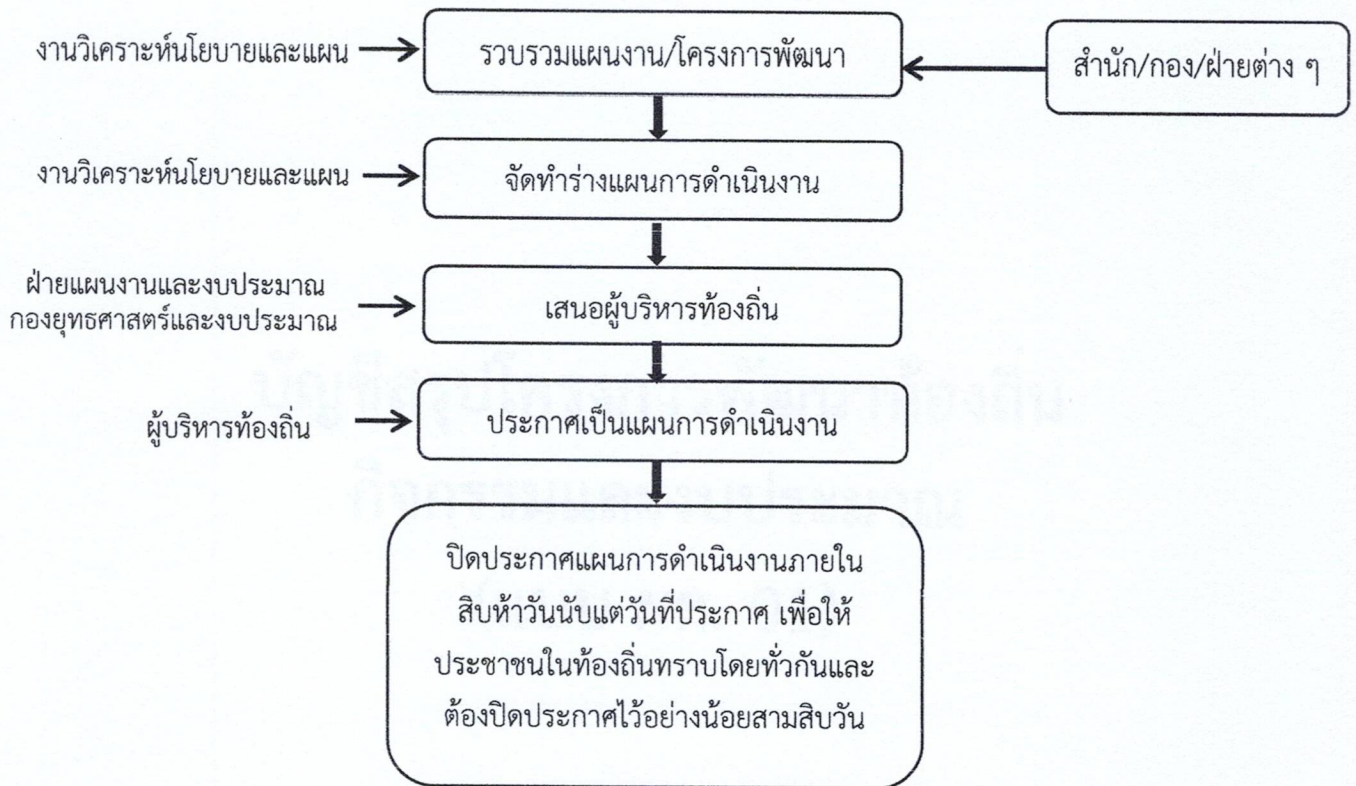 งานวิเคราะห์นโยบายและแผน
รวบรวมแผนงาน/โครงการพัฒนา
สำนัก/กอง/ฝ่ายต่าง ๆ
งานวิเคราะห์นโยบายและแผน
จัดทำร่างแผนการดำเนินงาน
ฝ่ายแผนงานและงบประมาณ
กองยุทธศาสตร์และงบประมาณ
เสนอผู้บริหารท้องถิ่น
ผู้บริหารท้องถิ่น
ประกาศเป็นแผนการดำเนินงาน
ปิดประกาศแผนการดำเนินงานภายใน
สิบห้าวันนับแต่วันที่ประกาศ เพื่อให้
ประชาชนในท้องถิ่นทราบโดยทั่วกันและ
ต้องปิดประกาศไว้อย่างน้อยสามสิบวัน